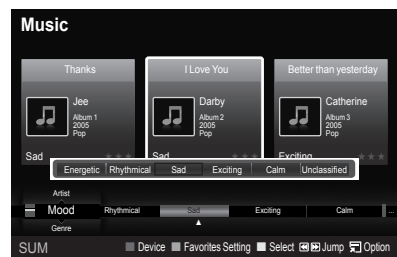 Music
Thanks I Love You Better than yesterday
Jee Darby Catherine
Album 1 Album 2 Album 3
2005 2005 2005
Pop Pop Pop
Sad Sad Exciting
Energetic Rhythmical Sad Exciting Calm Unclassified
Artist
Mood Rhythmical Sad Exciting Calm ...
Genre
SUM Device Favorites Setting Select Jump Option